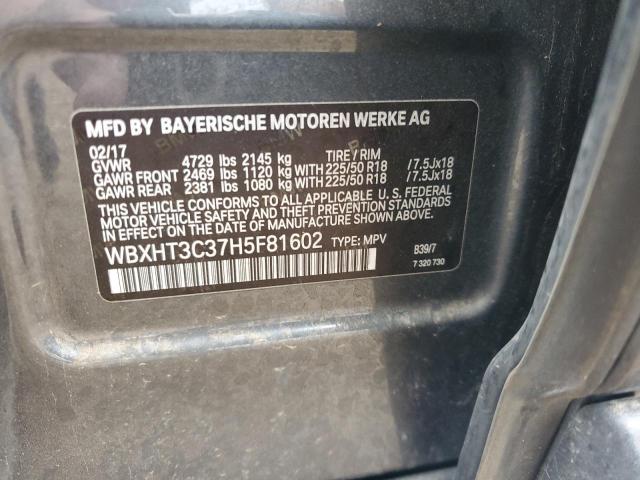 MFD BY BAYERISCHE MOTOREN WERKE AG
02/17
GVWR 4729 lbs 2145 kg TIRE/RIM
GAWR FRONT 2469 lbs 1120 kg WITH 225/50 R18 /7.5Jx18
GAWR REAR 2381 lbs 1080 kg WITH 225/50 R18 /7.5Jx18
THIS VEHICLE CONFORMS TO ALL APPLICABLE U. S. FEDERAL
MOTOR VEHICLE SAFETY AND THEFT PREVENTION STANDARDS
IN EFFECT ON THE DATE OF MANUFACTURE SHOWN ABOVE.
WBXHT3C37H5F81602 TYPE: MPV B39/7
7 320 730